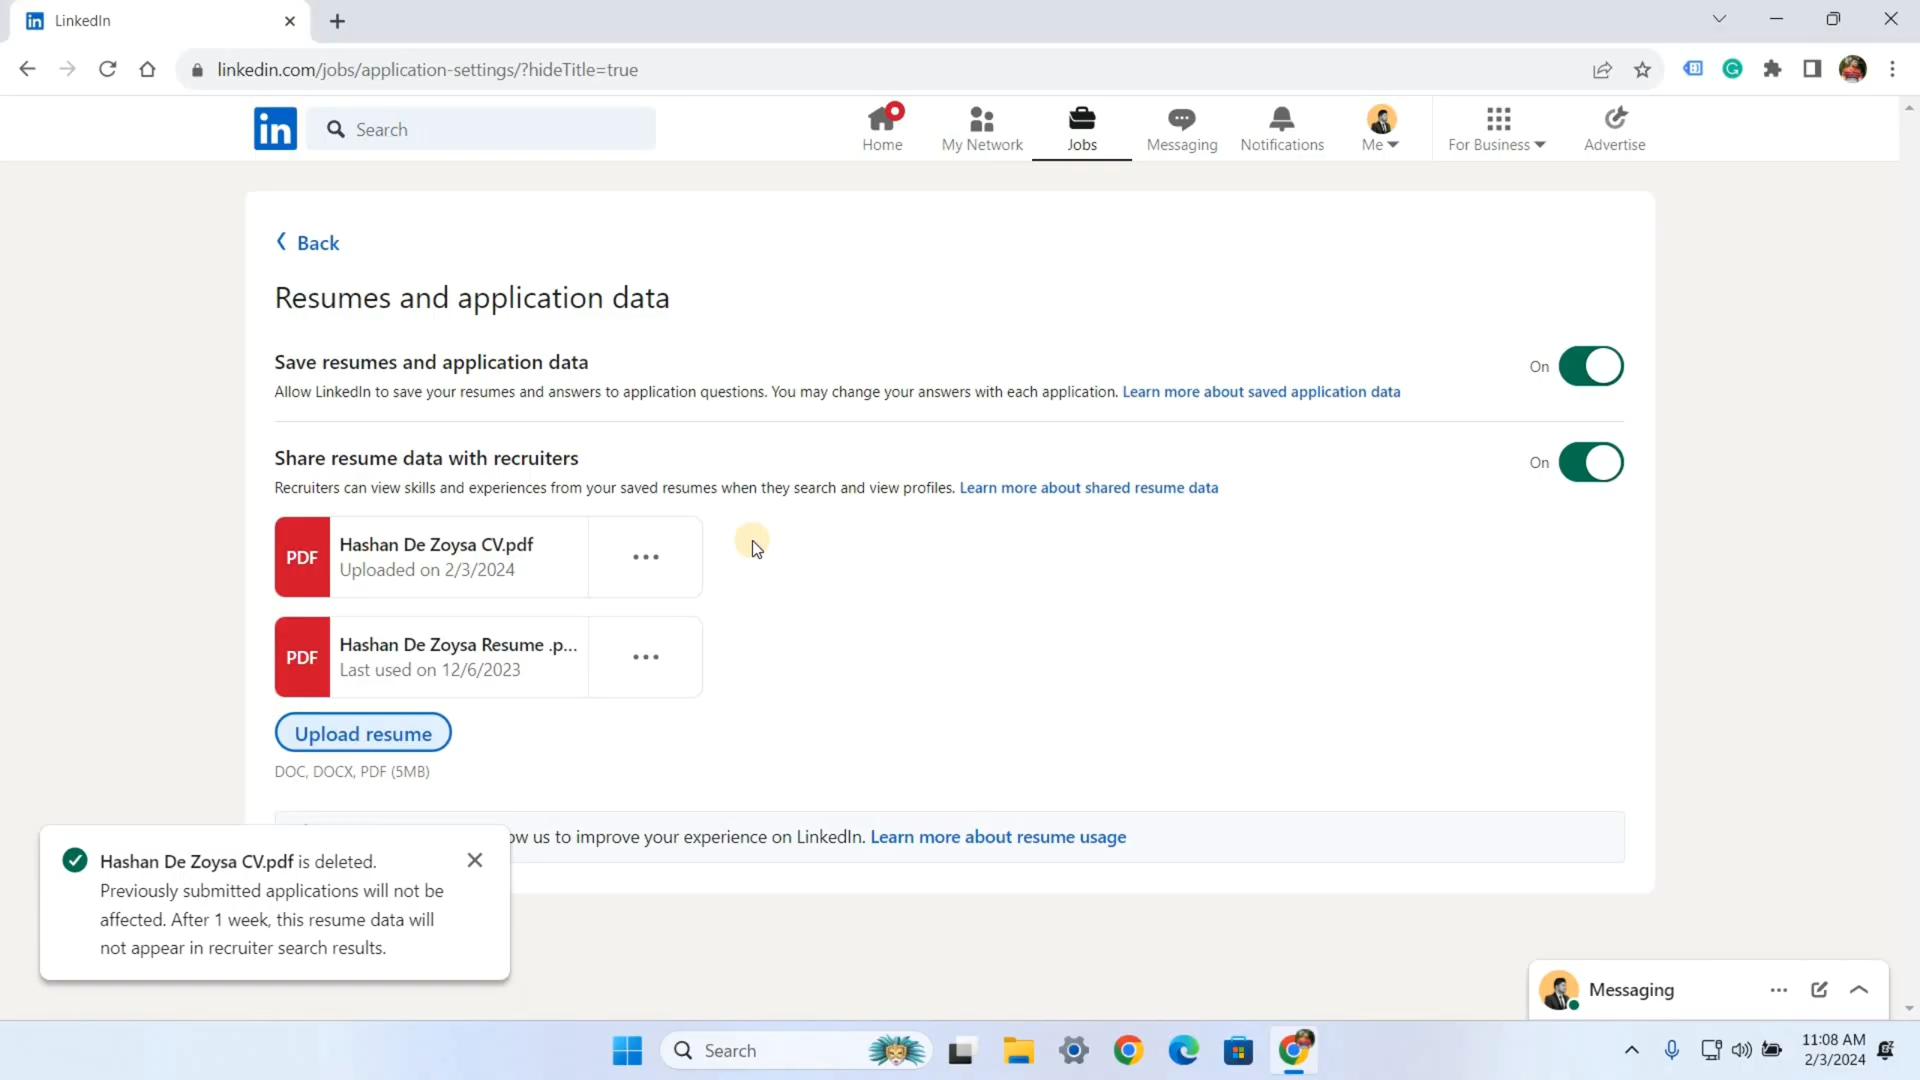 LinkedIn
linkedin.com/jobs/application-settings/?hideTitle=true
in Search
Home
My Network
Jobs
Messaging
Notifications
Me
For Business
Advertise
Back
Resumes and application data
Save resumes and application data
On
Allow LinkedIn to save your resumes and answers to application questions. You may change your answers with each application. Learn more about saved application data
Share resume data with recruiters
On
Recruiters can view skills and experiences from your saved resumes when they search and view profiles. Learn more about shared resume data
PDF
Hashan De Zoysa CV.pdf
Uploaded on 2/3/2024
PDF
Hashan De Zoysa Resume .p...
Last used on 12/6/2023
Upload resume
DOC, DOCX, PDF (5MB)
us to improve your experience on LinkedIn. Learn more about resume usage
Hashan De Zoysa CV.pdf is deleted.
Previously submitted applications will not be
affected. After 1 week, this resume data will
not appear in recruiter search results.
Messaging
Search
11:08 AM
2/3/2024